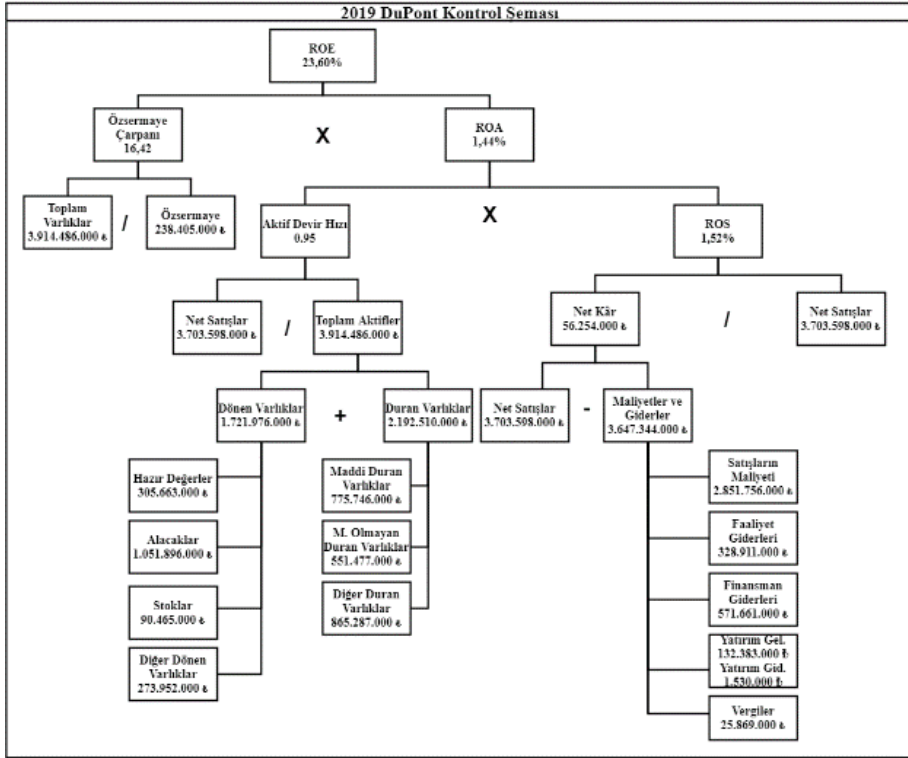 2019 DuPont Kontrol Şeması
ROE
23,60%
Özsermaye
Çarpanı
16,42
X
ROA
1,44%
Toplam
Varlıklar
3.914.486.000 ₺
/
Özsermaye
238.405.000 ₺
Aktif Devir Hızı
0.95
X
ROS
1,52%
Net Satışlar
3.703.598.000 ₺
/
Toplam Aktifler
3.914.486.000 ₺
Net Kâr
56.254.000 ₺
/
Net Satışlar
3.703.598.000 ₺
Dönen Varlıklar
1.721.976.000 ₺
+
Duran Varlıklar
2.192.510.000 ₺
Net Satışlar
3.703.598.000 ₺
-
Maliyetler ve
Giderler
3.647.344.000 ₺
Hazır Değerler
305.663.000 ₺
Alacaklar
1.051.896.000 ₺
Stoklar
90.465.000 ₺
Diğer Dönen
Varlıklar
273.952.000 ₺
Maddi Duran
Varlıklar
775.746.000 ₺
M. Olmayan
Duran Varlıklar
551.477.000 ₺
Diğer Duran
Varlıklar
865.287.000 ₺
Satışların
Maliyeti
2.851.756.000 ₺
Faaliyet
Giderleri
328.911.000 ₺
Finansman
Giderleri
571.661.000 ₺
Yatırım Gel.
132.383.000 ₺
Yatırım Gid.
1.530.000 ₺
Vergiler
25.869.000 ₺